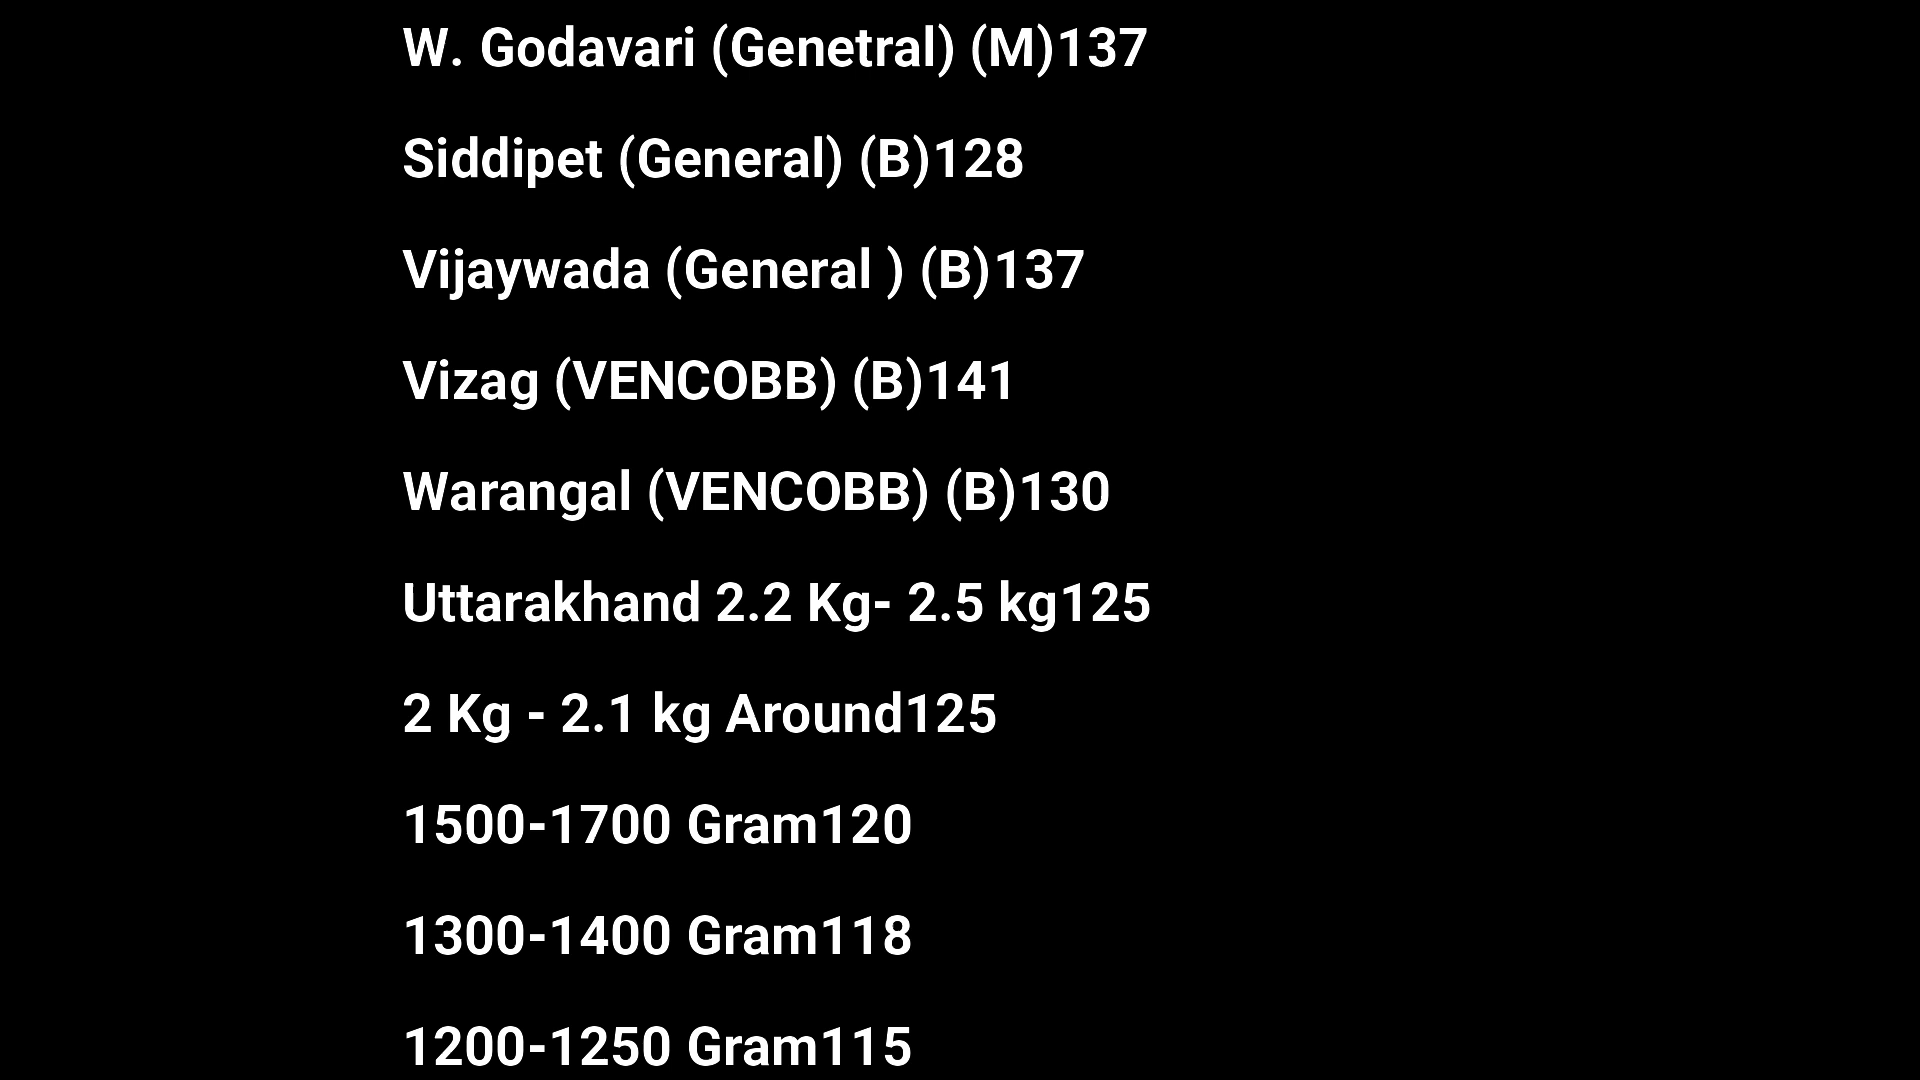 W. Godavari (Genetral) (M)137
Siddipet (General) (B)128
Vijaywada (General ) (B)137
Vizag (VENCOBB) (B)141
Warangal (VENCOBB) (B)130
Uttarakhand 2.2 Kg- 2.5 kg125
2 Kg - 2.1 kg Around125
1500-1700 Gram120
1300-1400 Gram118
1200-1250 Gram115